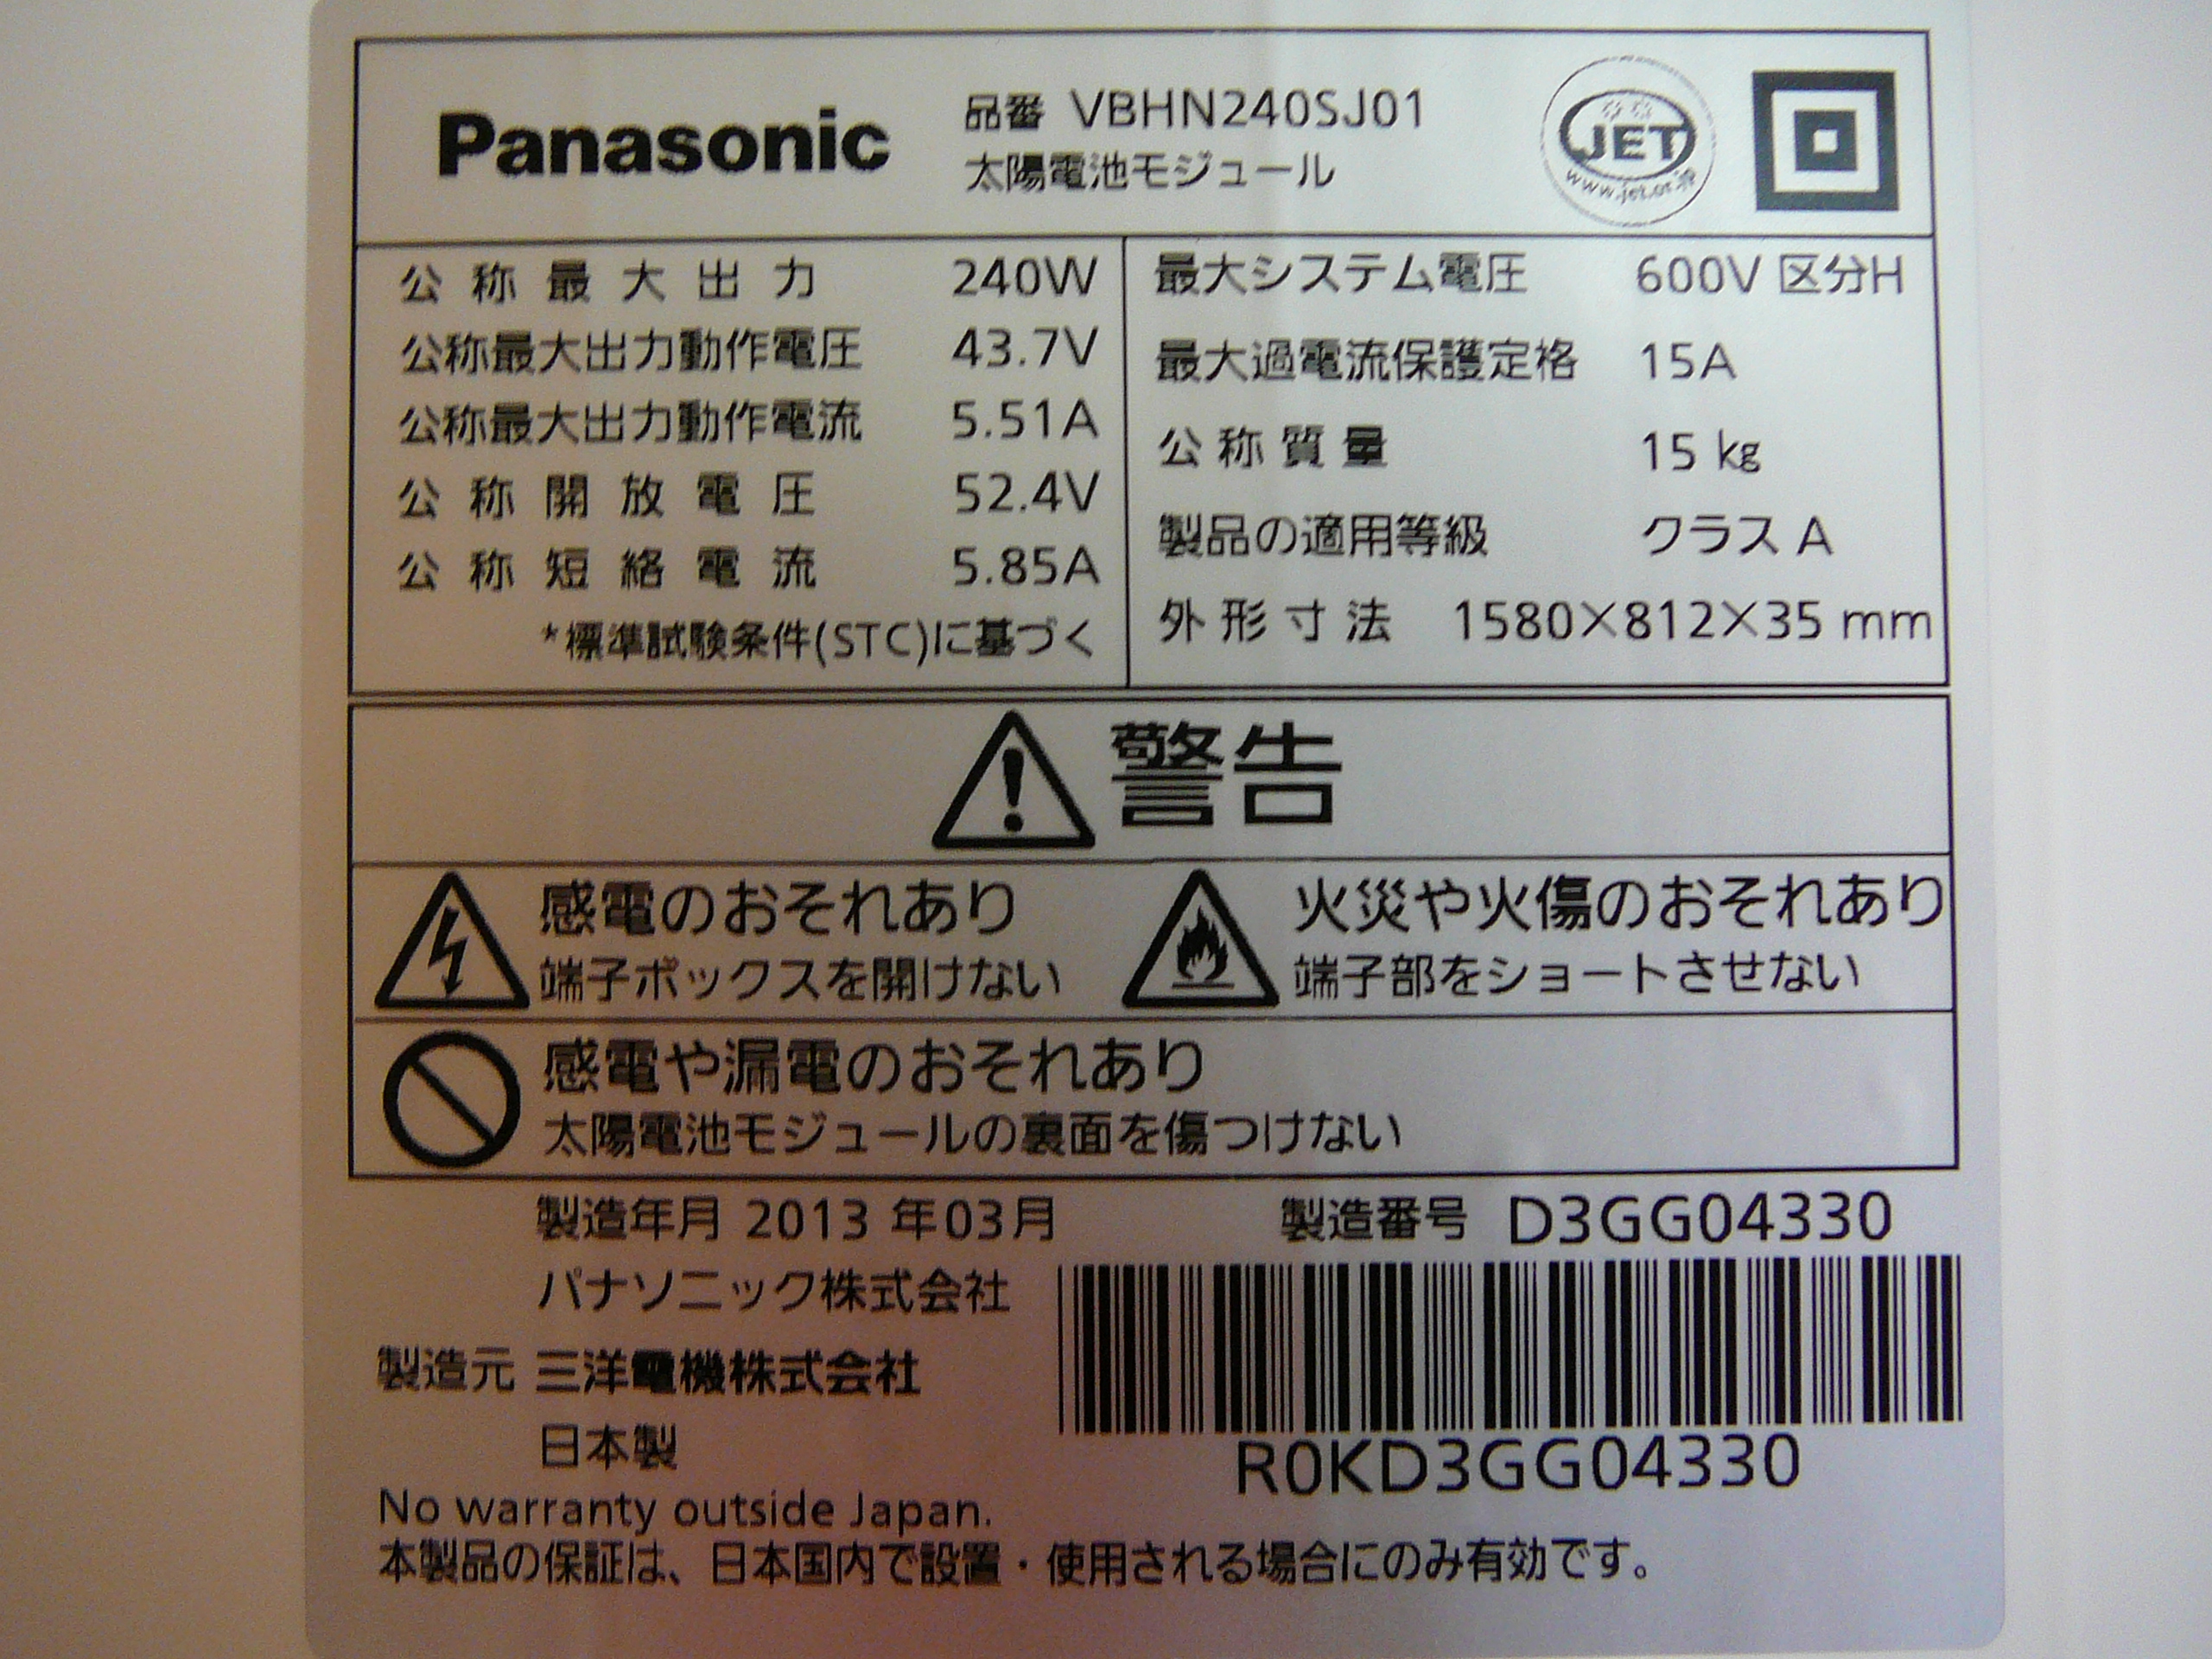 Panasonic
品番 VBHN240SJ01
太陽電池モジュール
JET
www.jet.or.jp
公称最大出力 240W
公称最大出力動作電圧 43.7V
公称最大出力動作電流 5.51A
公称開放電圧 52.4V
公称短絡電流 5.85A
*標準試験条件(STC)に基づく
最大システム電圧 600V 区分H
最大過電流保護定格 15A
公称質量 15 kg
製品の適用等級 クラス A
外形寸法 1580×812×35 mm
警告
感電のおそれあり
端子ボックスを開けない
火災や火傷のおそれあり
端子部をショートさせない
感電や漏電のおそれあり
太陽電池モジュールの裏面を傷つけない
製造年月 2013 年03月
製造番号 D3GG04330
パナソニック株式会社
製造元 三洋電機株式会社
日本製
R0KD3GG04330
No warranty outside Japan.
本製品の保証は、日本国内で設置・使用される場合にのみ有効です。